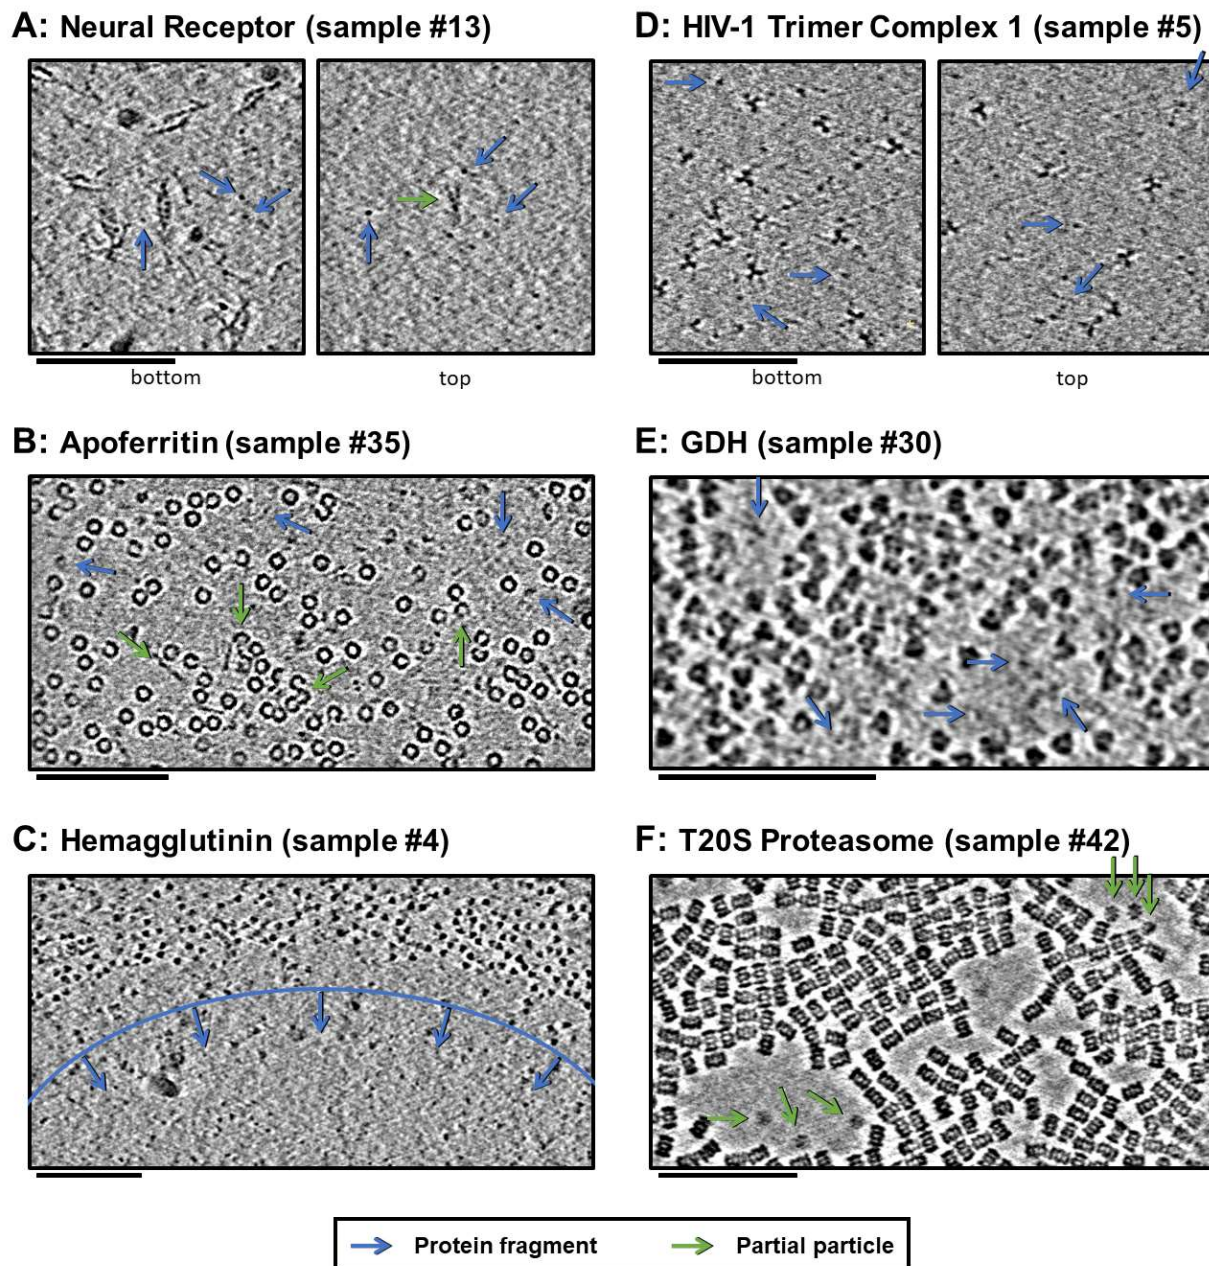 A: Neural Receptor (sample #13)
bottom
top
B: Apoferritin (sample #35)
C: Hemagglutinin (sample #4)
D: HIV-1 Trimer Complex 1 (sample #5)
bottom
top
E: GDH (sample #30)
F: T20S Proteasome (sample #42)
Protein fragment
Partial particle